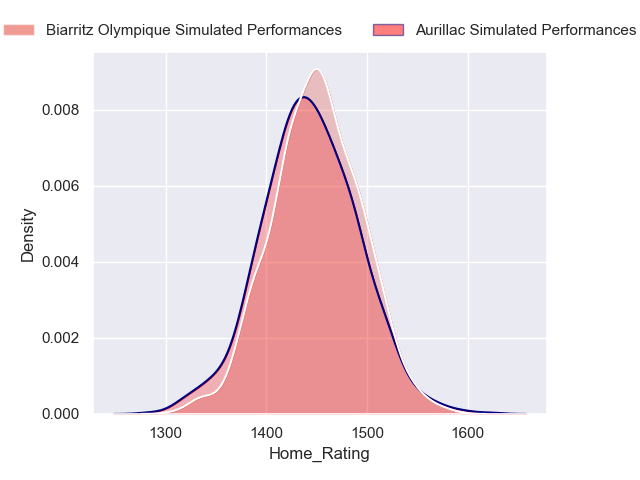 Biarritz Olympique Simulated Performances Aurillac Simulated Performances
0.008
0.006
0.004
0.002
0.000
Density
1300 1400 1500 1600
Home_Rating